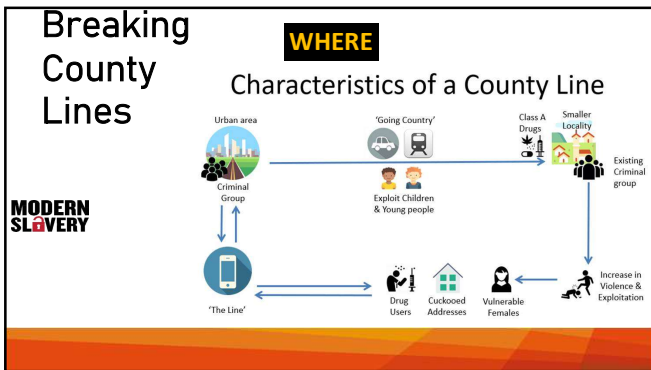 Breaking
County
Lines
WHERE
Characteristics of a County Line
Urban area
'Going Country'
Class A
Drugs
Smaller
Locality
Criminal
Group
Exploit Children
& Young people
Existing
Criminal
group
MODERN
SLAVERY
'The Line'
Drug
Users
Cuckooed
Addresses
Vulnerable
Females
Increase in
Violence &
Exploitation